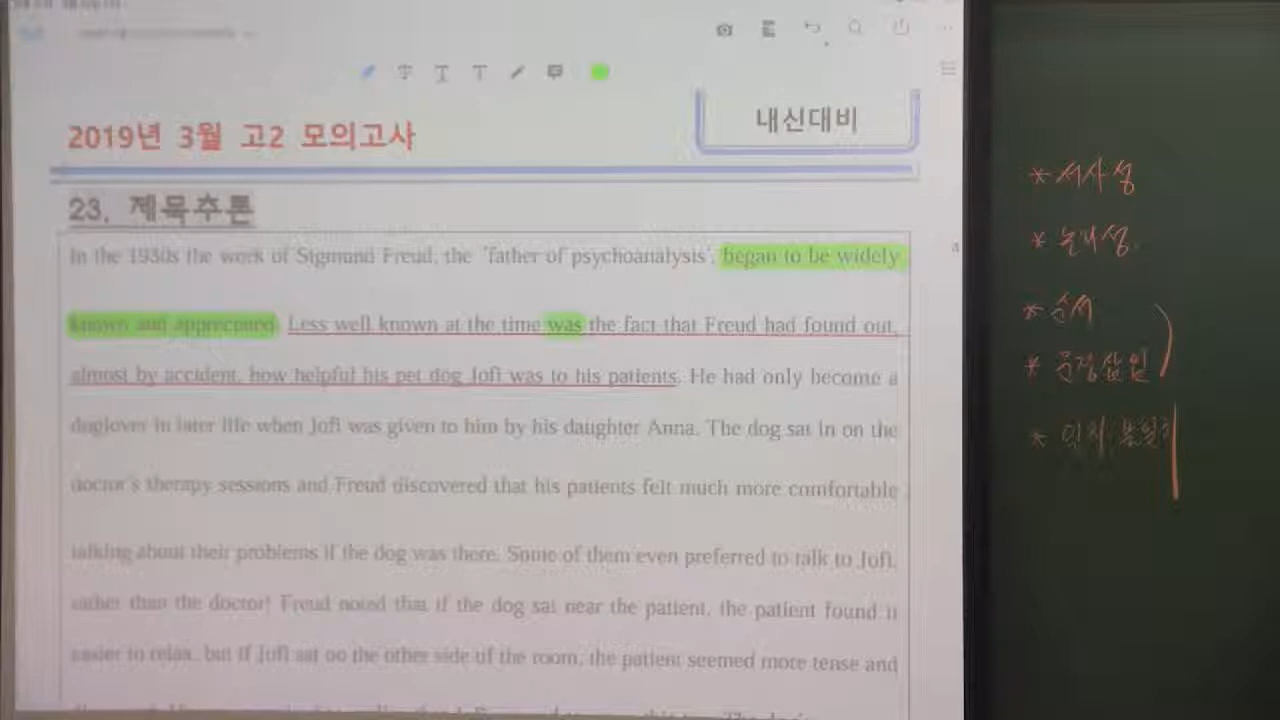 2019년 3월 고2 모의고사
내신대비
23. 제목추론
In the 1930s the work of Sigmund Freud, the 'father of psychoanalysis', began to be widely
known and appreciated. Less well known at the time was the fact that Freud had found out,
almost by accident, how helpful his pet dog Jofi was to his patients. He had only become a
doglover in later life when Jofi was given to him by his daughter Anna. The dog sat in on the
doctor's therapy sessions and Freud discovered that his patients felt much more comfortable
talking about their problems if the dog was there. Some of them even preferred to talk to Jofi,
rather than the doctor! Freud noted that if the dog sat near the patient, the patient found it
easier to relax, but if Jofi sat on the other side of the room, the patient seemed more tense and
* 서사성
* 순서
* 문장삽입